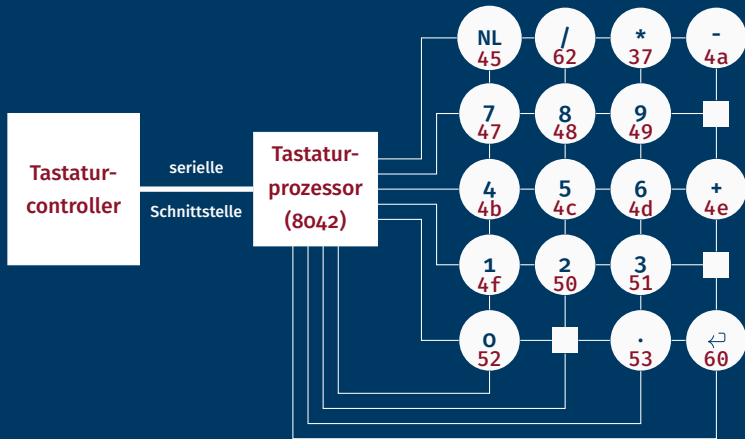 NL / * -
45 62 37 4a
7 8 9
47 48 49
Tastatur-
controller
serielle
Schnittstelle
Tastatur-
prozessor
(8042)
4 5 6 +
4b 4c 4d 4e
1 2 3
4f 50 51
0 . ↵
52 53 60